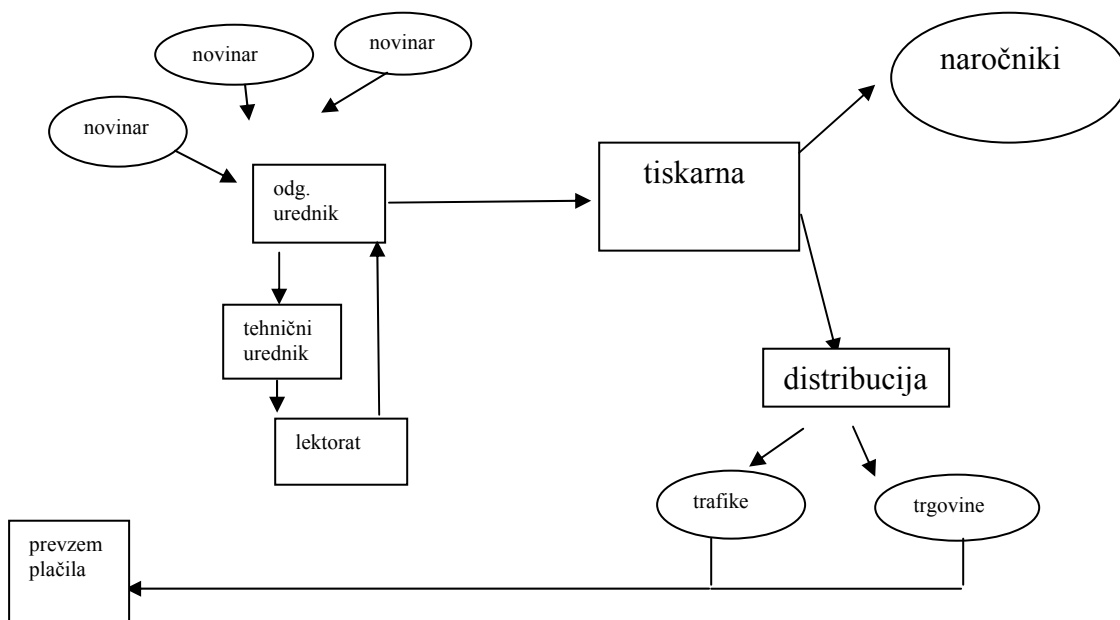 novinar
novinar
novinar
naročniki
odg.
urednik
tiskarna
tehnični
urednik
lektorat
distribucija
trafike
trgovine
prevzem
plačila